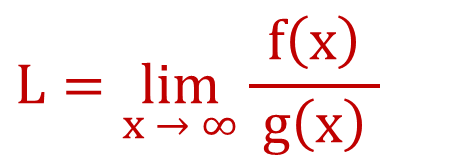 L = lim x → ∞ f(x) / g(x)